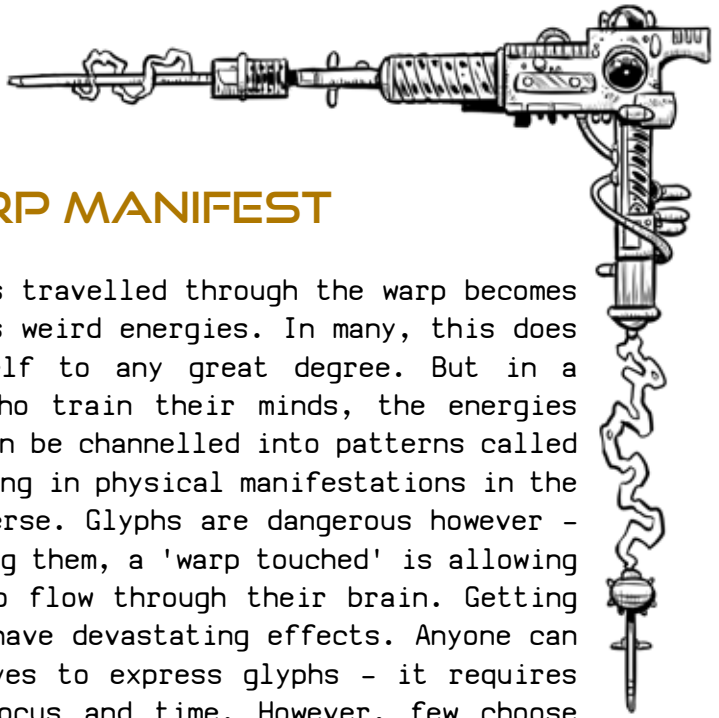 RP MANIFEST
s travelled through the warp becomes
s weird energies. In many, this does
elf to any great degree. But in a
ho train their minds, the energies
n be channelled into patterns called
ing in physical manifestations in the
erse. Glyphs are dangerous however –
g them, a 'warp touched' is allowing
o flow through their brain. Getting
have devastating effects. Anyone can
ves to express glyphs – it requires
ocus and time. However, few choose